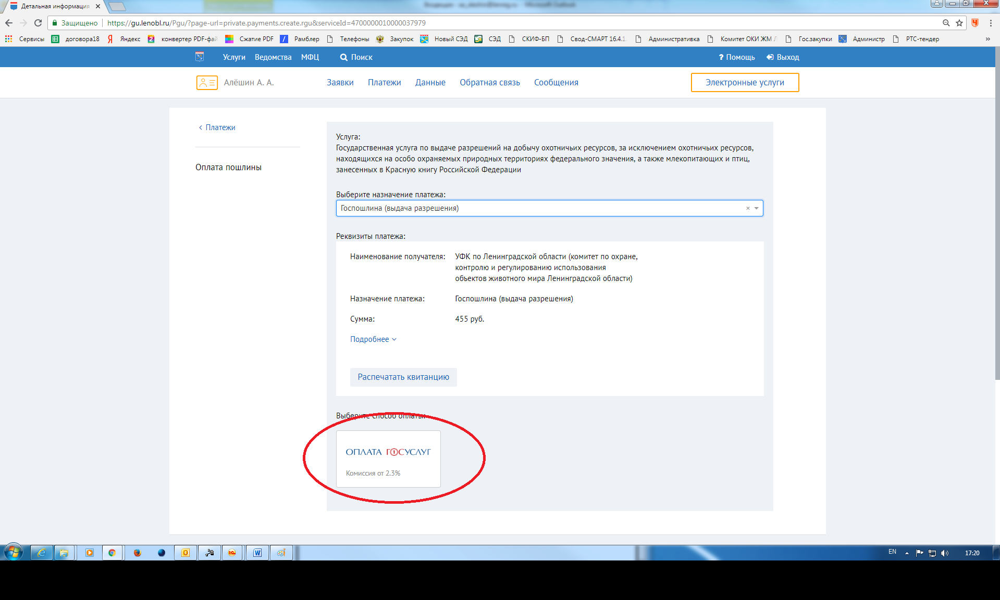 Детальная информация
Защищено
https://gu.lenobl.ru/Pgu/?page-url=private.payments.create.rgu&serviceId=4700000010000037979
Сервисы договора18 Яндекс конвертер PDF-фай Сжатие PDF Рамблер Телефоны Закупок Новый СЭД СЭД СКИФ-БП Свод-СМАРТ 16.4.1. Административка Комитет ОКИ ЖМ Л Гос.закупки Администр РТС-тендер »
Услуги Ведомства МФЦ Поиск ? Помощь Выход
Алёшин А. А. Заявки Платежи Данные Обратная связь Сообщения Электронные услуги
Платежи
Оплата пошлины
Услуга:
Государственная услуга по выдаче разрешений на добычу охотничьих ресурсов, за исключением охотничьих ресурсов,
находящихся на особо охраняемых природных территориях федерального значения, а также млекопитающих и птиц,
занесенных в Красную книгу Российской Федерации
Выберите назначение платежа:
Госпошлина (выдача разрешения)
Реквизиты платежа:
Наименование получателя: УФК по Ленинградской области (комитет по охране,
контролю и регулированию использования
объектов животного мира Ленинградской области)
Назначение платежа: Госпошлина (выдача разрешения)
Сумма: 455 руб.
Подробнее
Распечатать квитанцию
Выберите способ оплаты:
ОПЛАТА ГОСУСЛУГ
Комиссия от 2.3%
EN 17:20